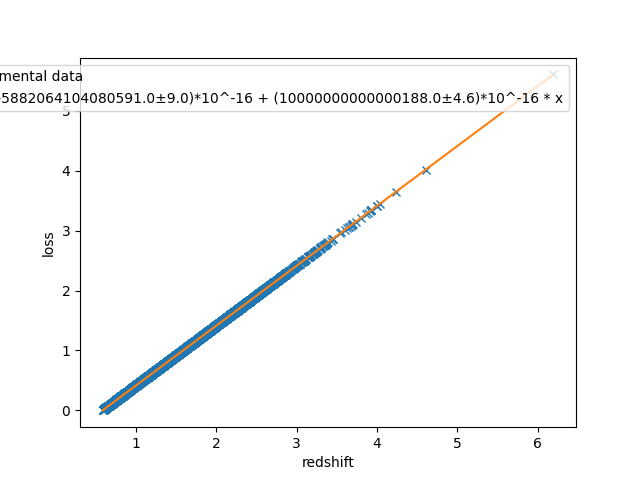 mental data
-5882064104080591.0±9.0)*10^-16 + (10000000000000188.0±4.6)*10^-16 * x
5
4
3
2
1
0
loss
1 2 3 4 5 6
redshift